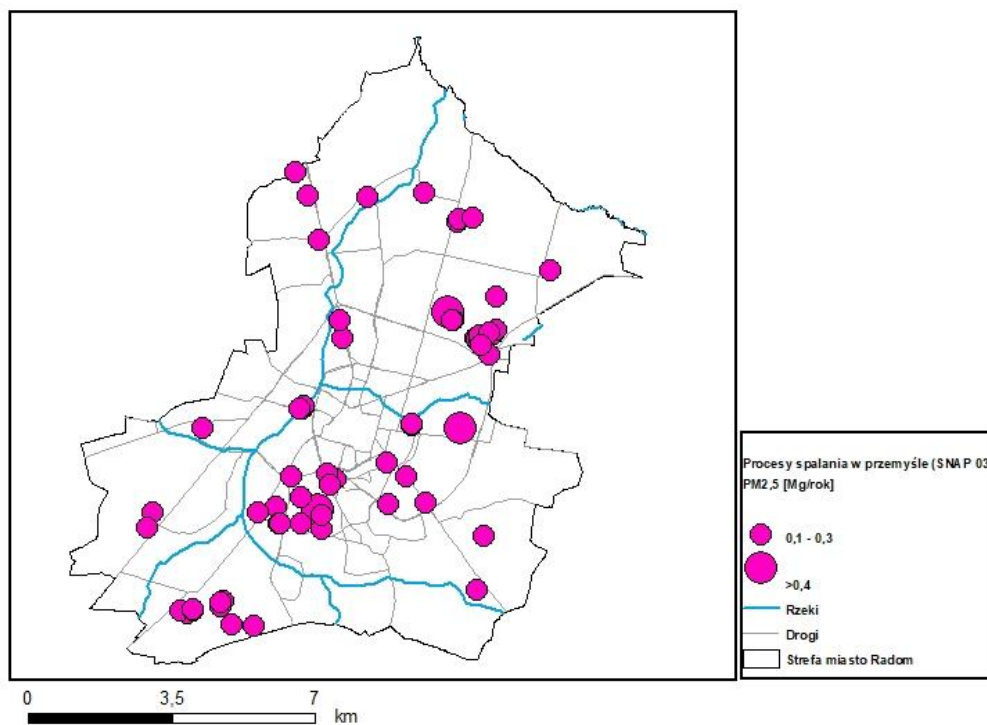 Procesy spalania w przemyśle (SNAP 03
PM2,5 [Mg/rok]
0,1 - 0,3
>0,4
Rzeki
Drogi
Strefa miasto Radom
0 3,5 7
km